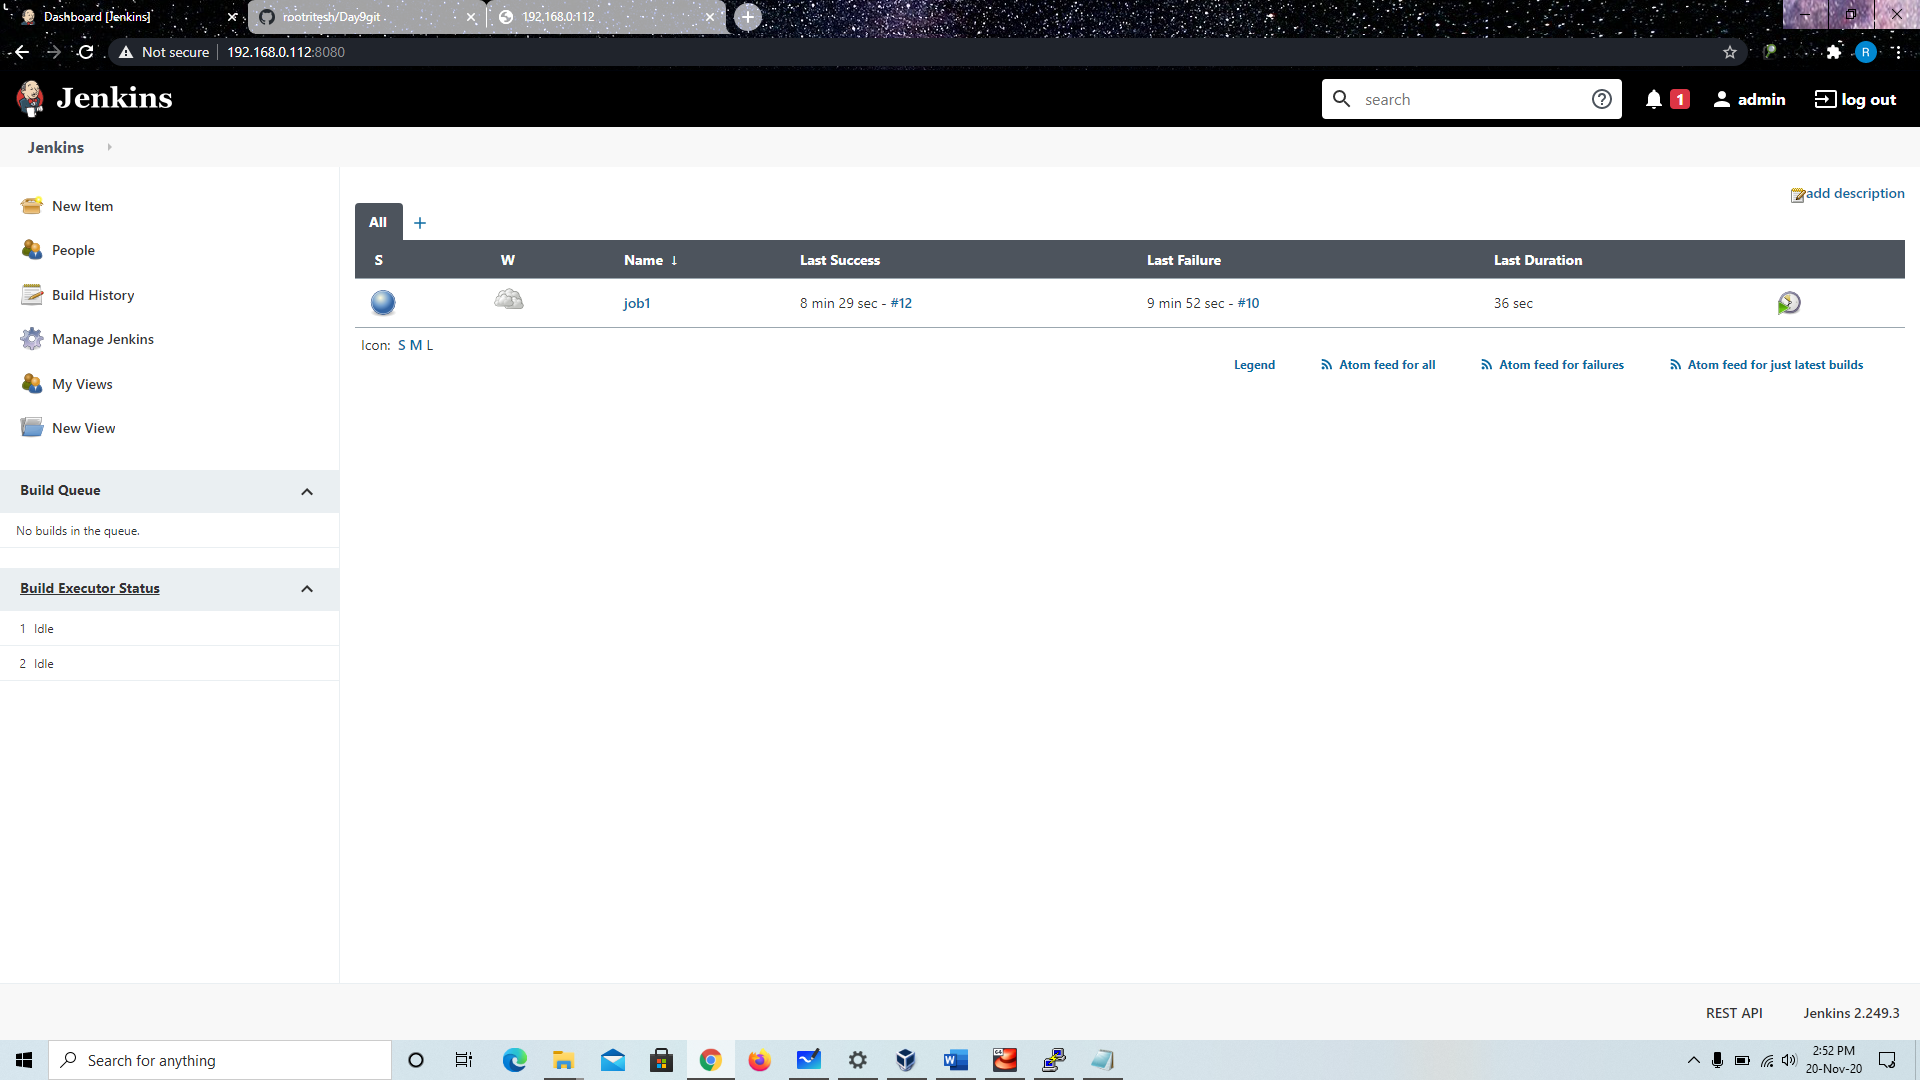 Dashboard [Jenkins]
rootritesh/Day9git
192.168.0.112
Not secure
192.168.0.112:8080
R
Jenkins
search
1
admin
log out
Jenkins
New Item
People
Build History
Manage Jenkins
My Views
New View
Build Queue
No builds in the queue.
Build Executor Status
1 Idle
2 Idle
add description
All +
S W Name ↓ Last Success Last Failure Last Duration
job1 8 min 29 sec - #12 9 min 52 sec - #10 36 sec
Icon: S M L
Legend Atom feed for all Atom feed for failures Atom feed for just latest builds
REST API Jenkins 2.249.3
Search for anything
2:52 PM
20-Nov-20